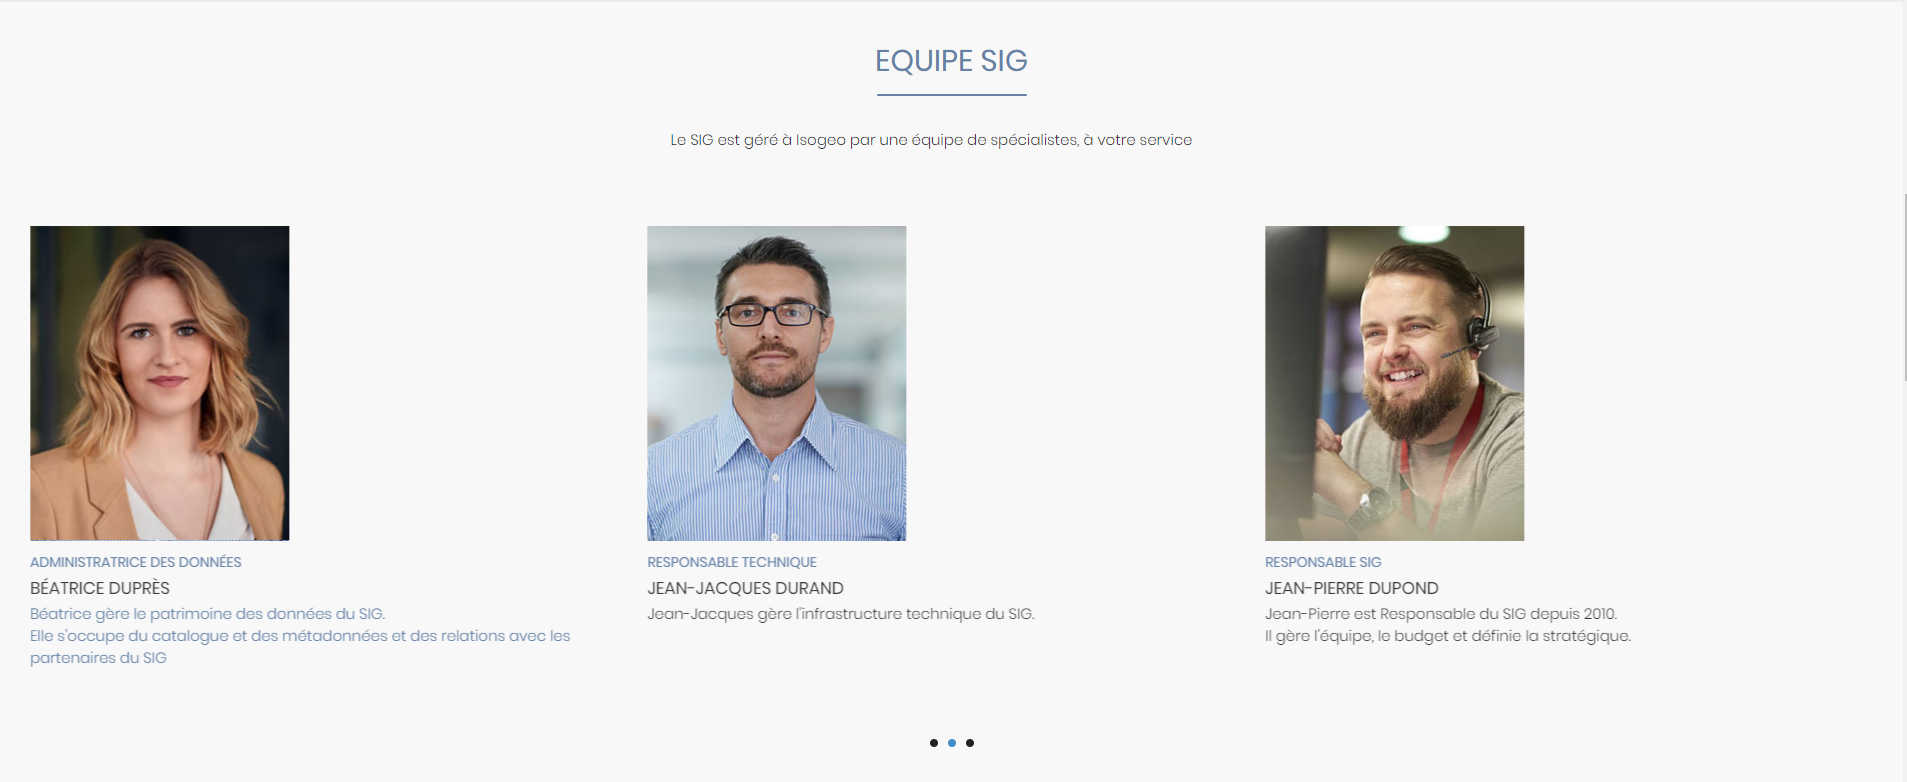 EQUIPE SIG
Le SIG est géré à Isogeo par une équipe de spécialistes, à votre service
ADMINISTRATRICE DES DONNÉES
BÉATRICE DUPRÈS
Béatrice gère le patrimoine des données du SIG.
Elle s'occupe du catalogue et des métadonnées et des relations avec les
partenaires du SIG
RESPONSABLE TECHNIQUE
JEAN-JACQUES DURAND
Jean-Jacques gère l'infrastructure technique du SIG.
RESPONSABLE SIG
JEAN-PIERRE DUPOND
Jean-Pierre est Responsable du SIG depuis 2010.
Il gère l'équipe, le budget et définie la stratégique.